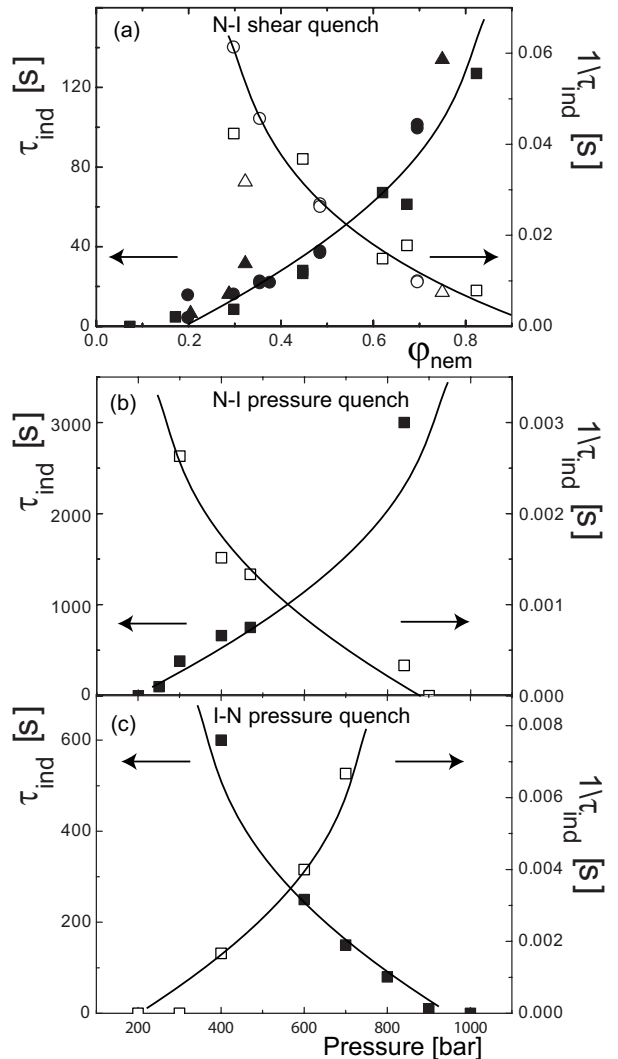 (a) N-I shear quench
τind [s]
160
120
80
40
0
0.06
0.04
0.02
0.00
1\τind [s]
0.0 0.2 0.4 0.6 0.8
φnem
(b) N-I pressure quench
τind [s]
3000
2000
1000
0
0.003
0.002
0.001
0.000
1\τind [s]
(c) I-N pressure quench
τind [s]
600
400
200
0
0.008
0.006
0.004
0.002
0.000
1\τind [s]
200 400 600 800 1000
Pressure [bar]